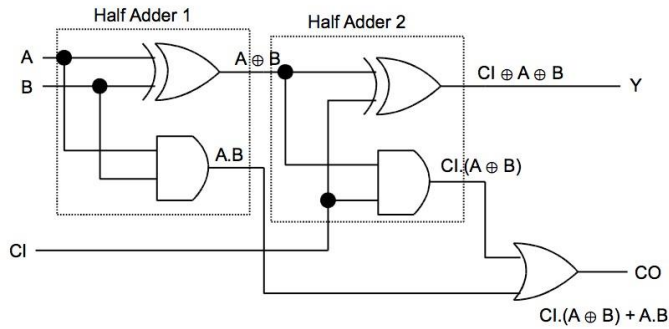 Half Adder 1
Half Adder 2
A
B
A ⊕ B
CI ⊕ A ⊕ B
Y
A.B
CI.(A ⊕ B)
CI
CO
CI.(A ⊕ B) + A.B